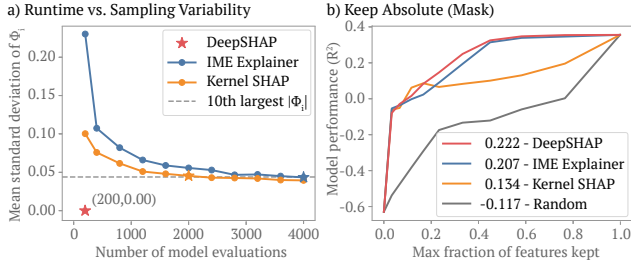 a) Runtime vs. Sampling Variability
Mean standard deviation of Φi
0.20
0.15
0.10
0.05
0.00
DeepSHAP
IME Explainer
Kernel SHAP
10th largest |Φi|
(200,0.00)
0
1000
2000
3000
4000
Number of model evaluations
b) Keep Absolute (Mask)
Model performance (R²)
0.4
0.2
0.0
−0.2
−0.4
−0.6
0.222 - DeepSHAP
0.207 - IME Explainer
0.134 - Kernel SHAP
-0.117 - Random
0.0
0.2
0.4
0.6
0.8
1.0
Max fraction of features kept